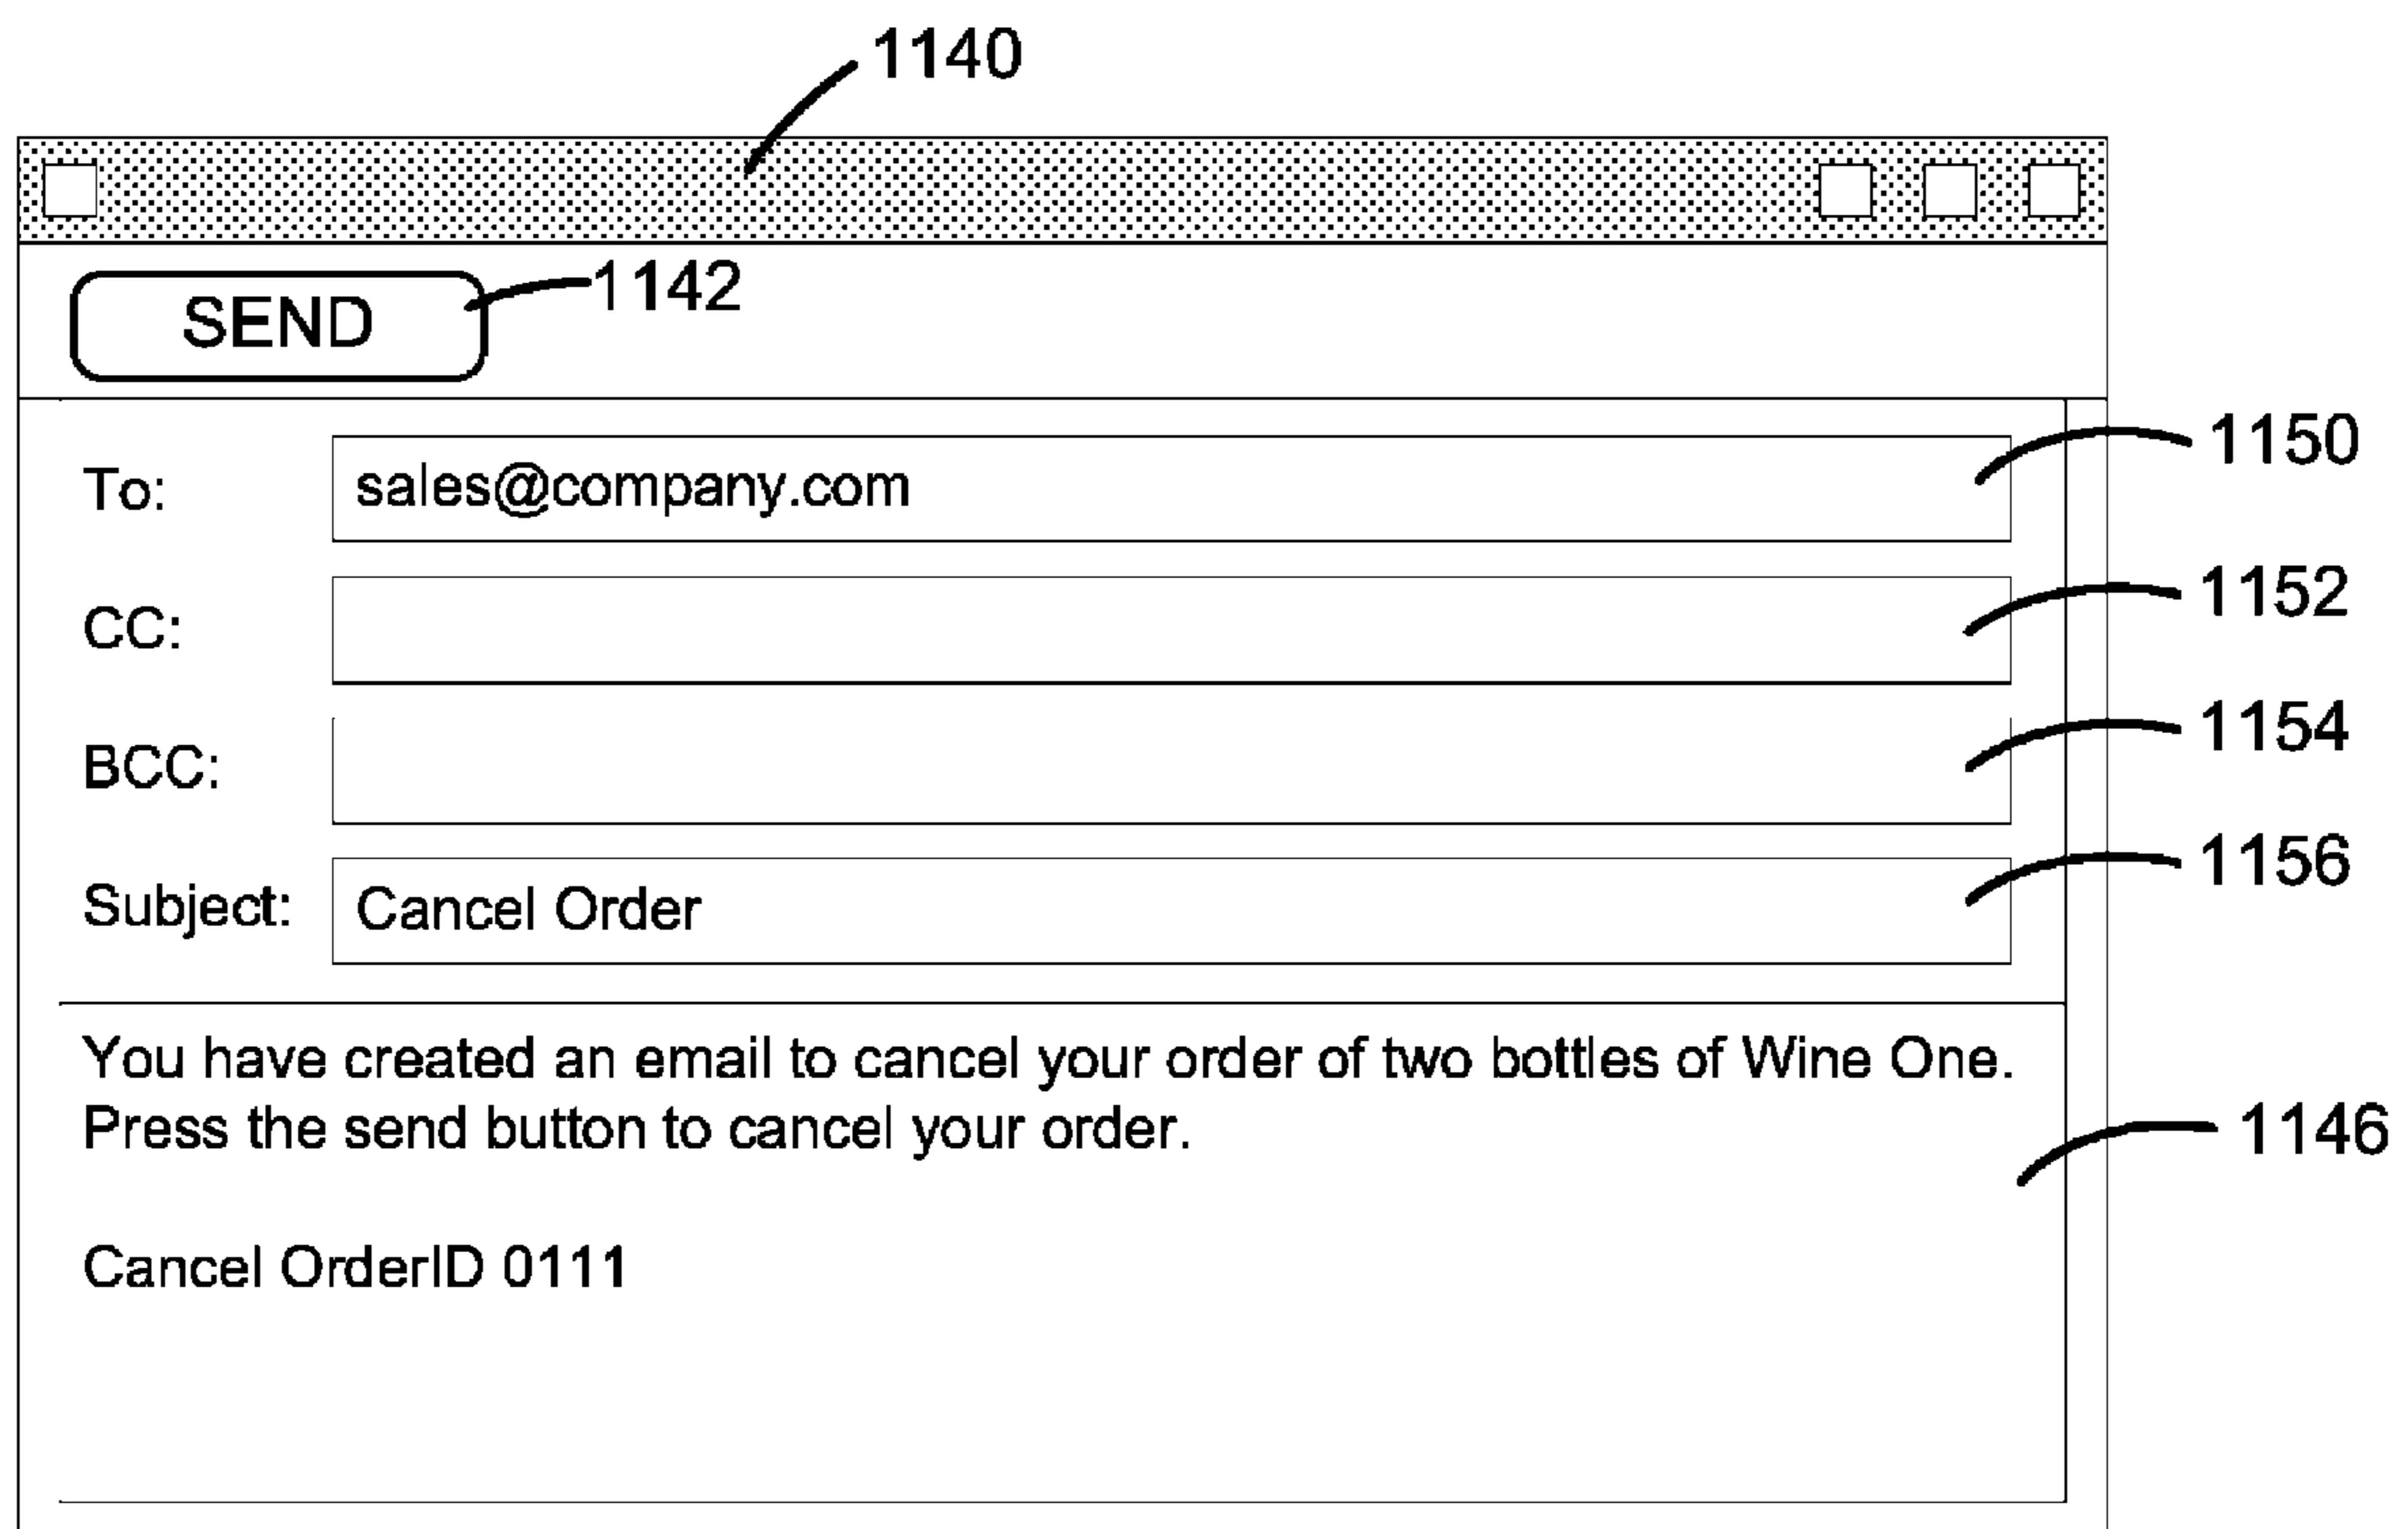 1140
SEND 1142
To: sales@company.com 1150
CC: 1152
BCC: 1154
Subject: Cancel Order 1156
You have created an email to cancel your order of two bottles of Wine One.
Press the send button to cancel your order.
1146
Cancel OrderID 0111